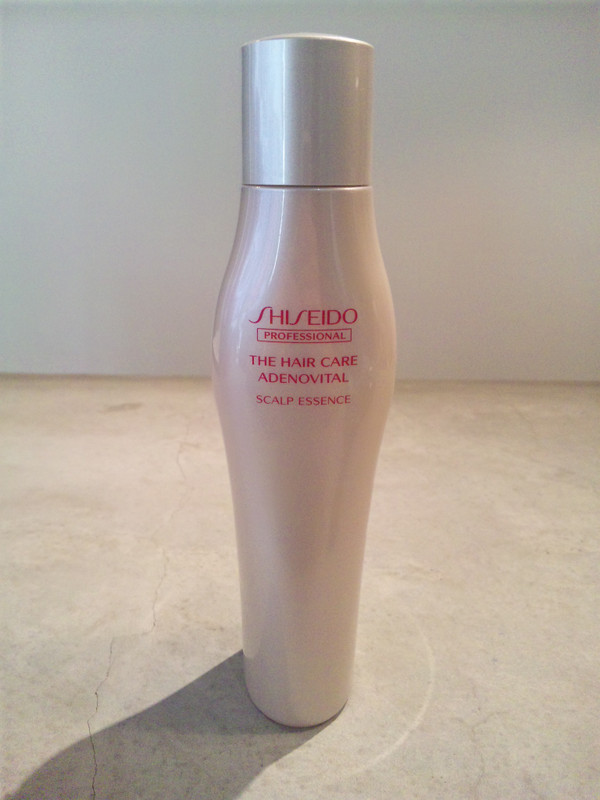 SHISEIDO
PROFESSIONAL
THE HAIR CARE
ADENOVITAL
SCALP ESSENCE